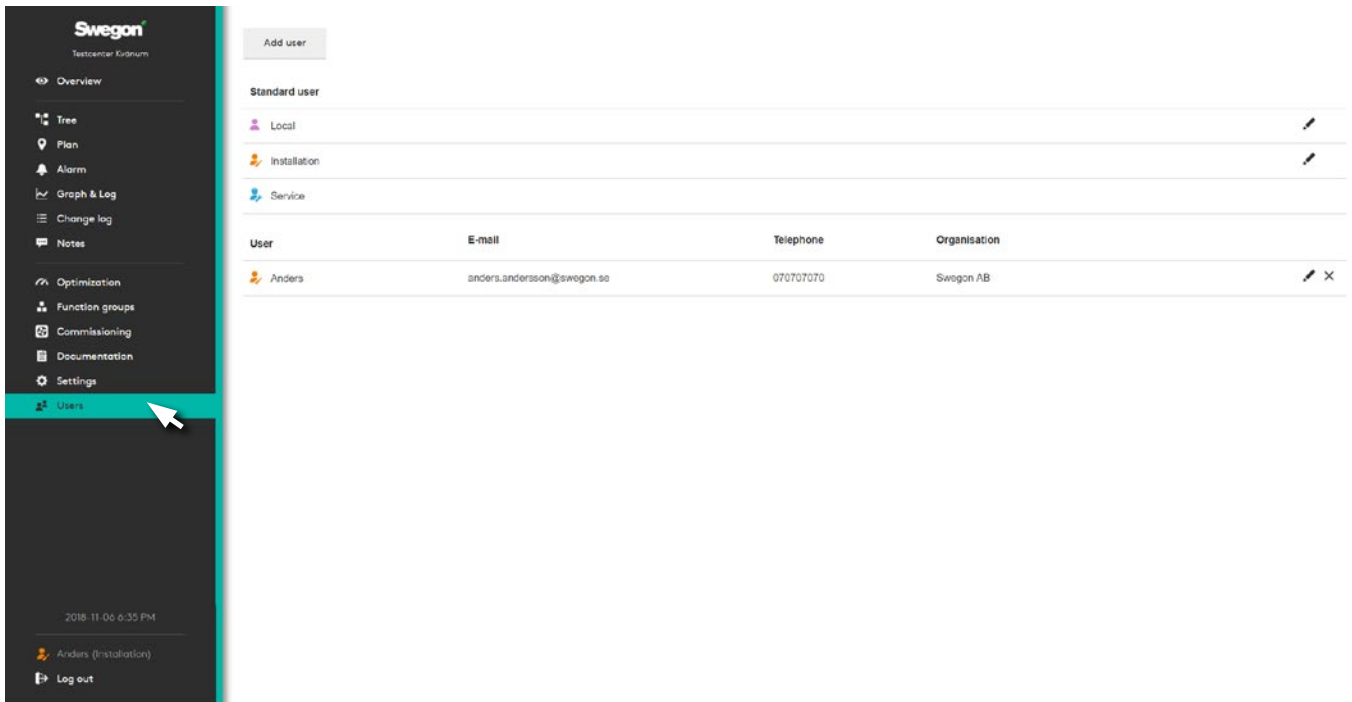 Swegon
Testcenter Kvänum
Overview
Tree
Plan
Alarm
Graph & Log
Change log
Notes
Optimization
Function groups
Commissioning
Documentation
Settings
Users
2018-11-06 6:35 PM
Anders (Installation)
Log out
Add user
Standard user
Local
Installation
Service
User E-mail Telephone Organisation
Anders anders.andersson@swegon.se 070707070 Swegon AB